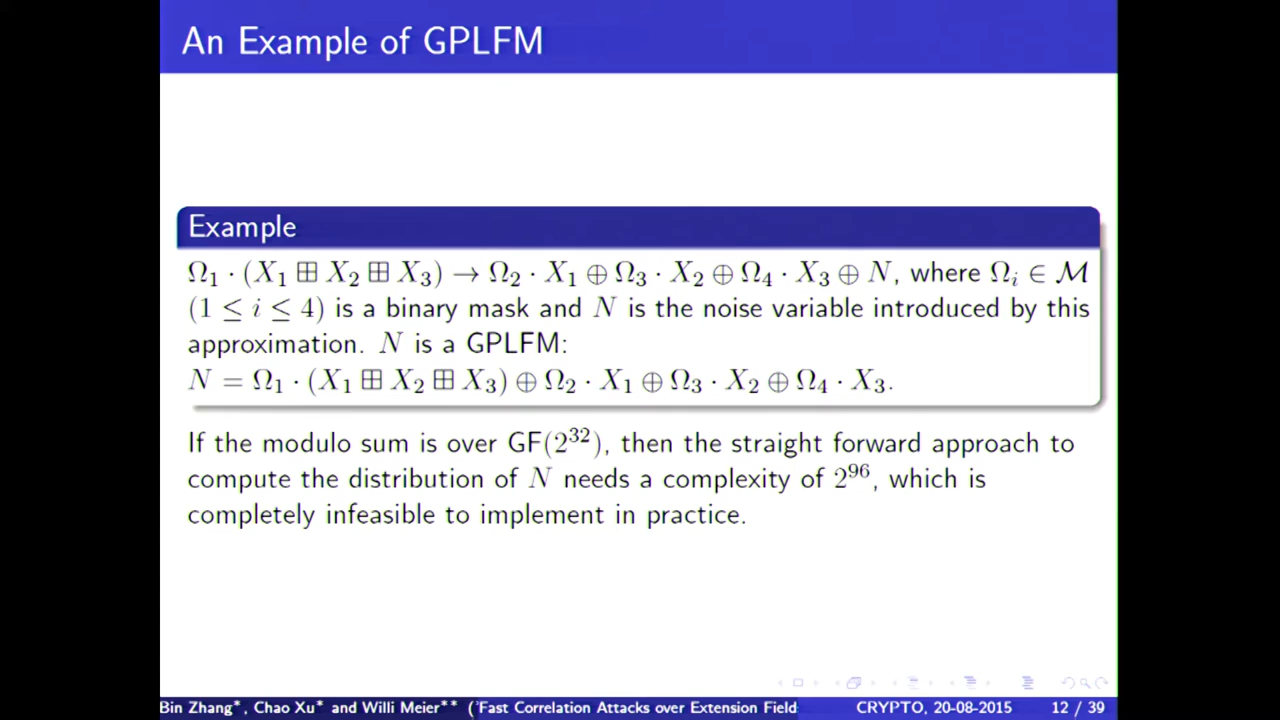 An Example of GPLFM
Example
Ω₁ · (X₁ ⊞ X₂ ⊞ X₃) → Ω₂ · X₁ ⊕ Ω₃ · X₂ ⊕ Ω₄ · X₃ ⊕ N, where Ωᵢ ∈ ℳ
(1 ≤ i ≤ 4) is a binary mask and N is the noise variable introduced by this
approximation. N is a GPLFM:
N = Ω₁ · (X₁ ⊞ X₂ ⊞ X₃) ⊕ Ω₂ · X₁ ⊕ Ω₃ · X₂ ⊕ Ω₄ · X₃.
If the modulo sum is over GF(2³²), then the straight forward approach to
compute the distribution of N needs a complexity of 2⁹⁶, which is
completely infeasible to implement in practice.
Bin Zhang*, Chao Xu* and Willi Meier** ('Fast Correlation Attacks over Extension Field CRYPTO, 20-08-2015 12 / 39